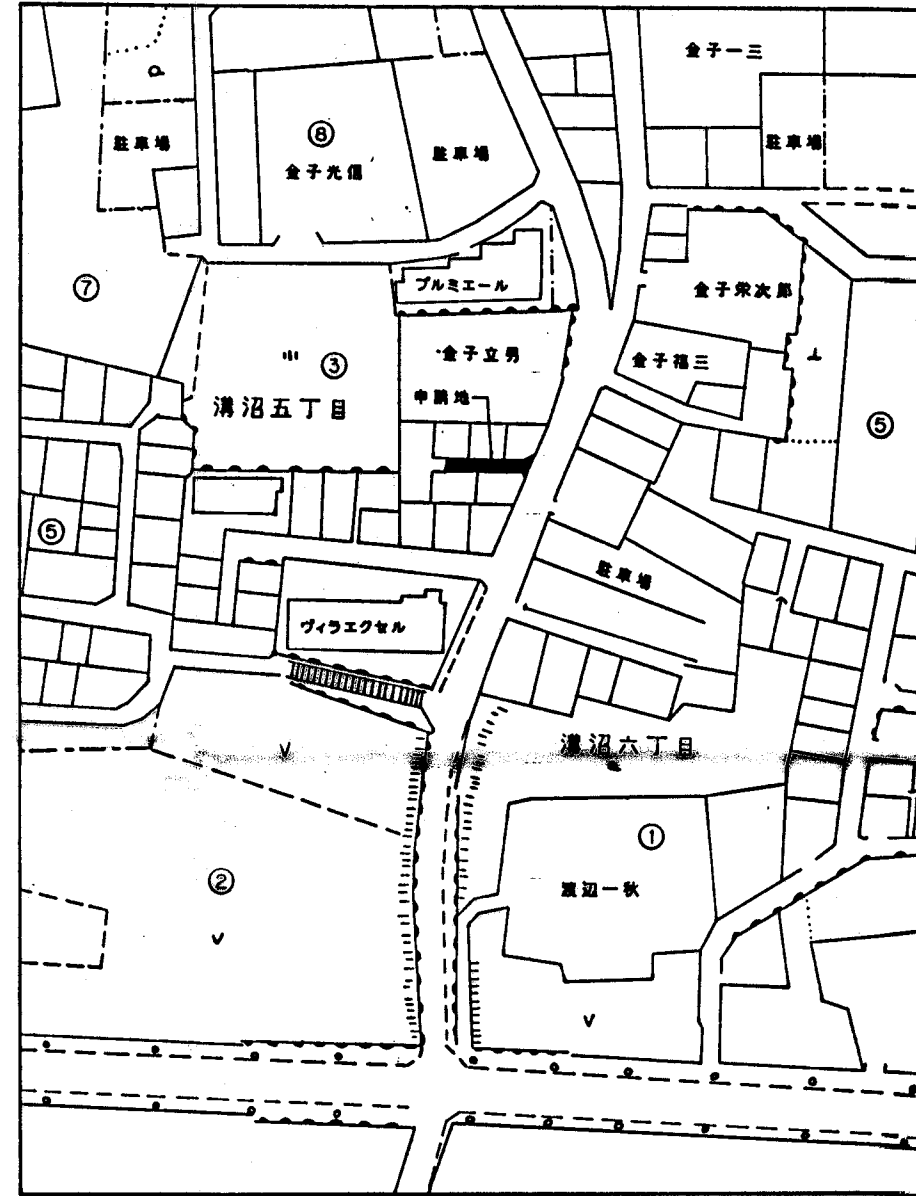 金子一三
駐車場
⑧
金子光信
駐車場
駐車場
⑦
プルミエール
金子栄次郎
③
金子立男
金子福三
申請地
溝沼五丁目
⑤
⑤
駐車場
ヴィラエクセル
溝沼六丁目
①
②
渡辺一秋